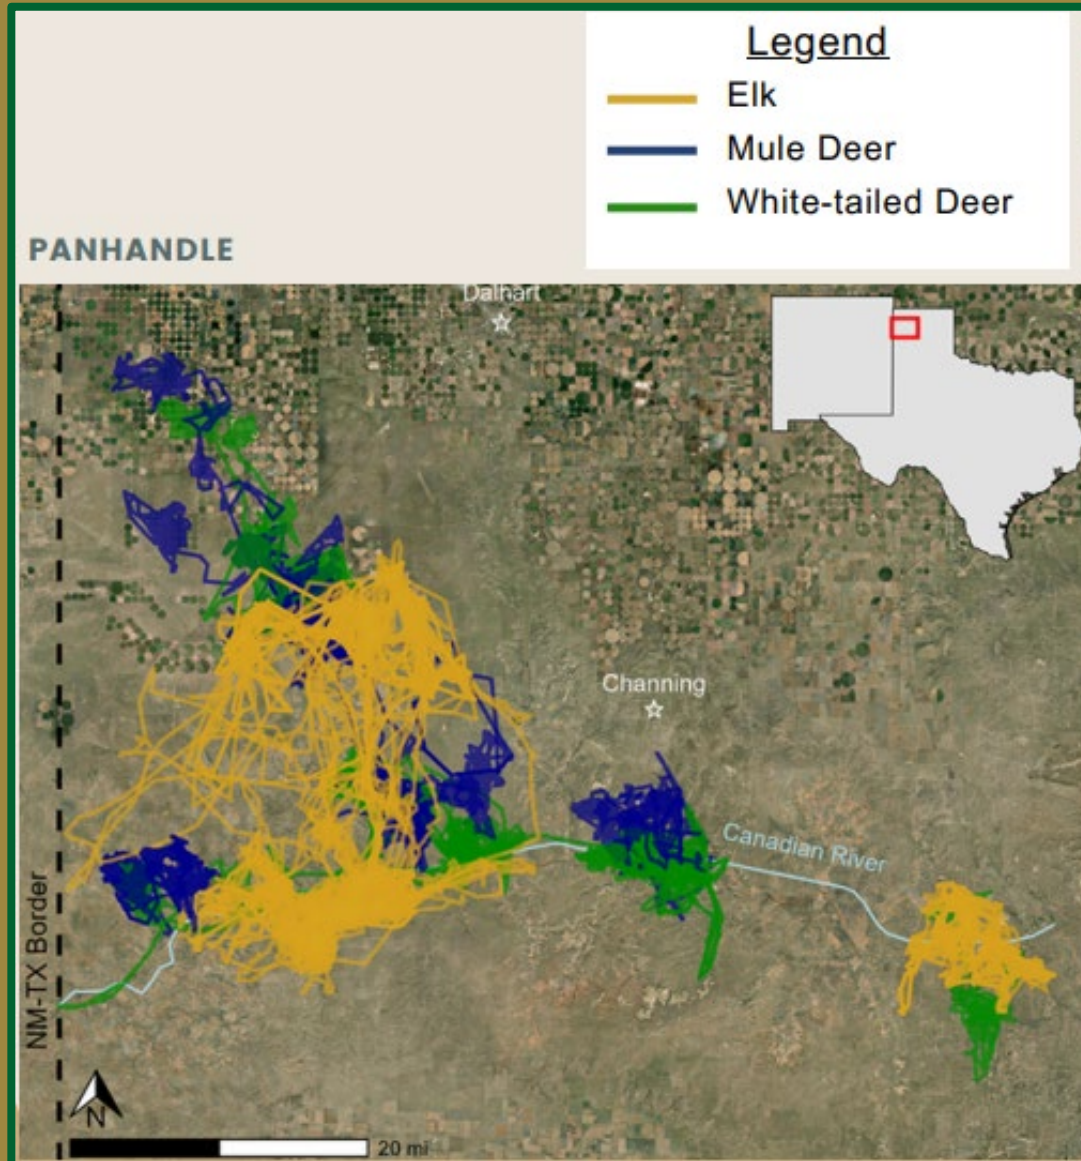 Legend
Elk
Mule Deer
White-tailed Deer
PANHANDLE
Dalhart
Channing
Canadian River
NM-TX Border
N
20 mi